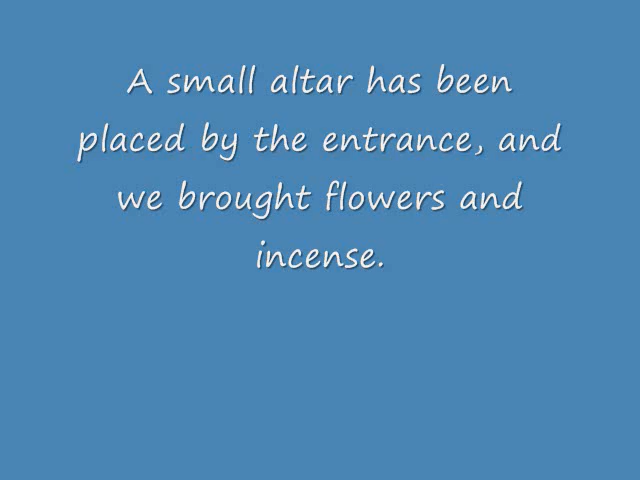 A small altar has been
placed by the entrance, and
we brought flowers and
incense.